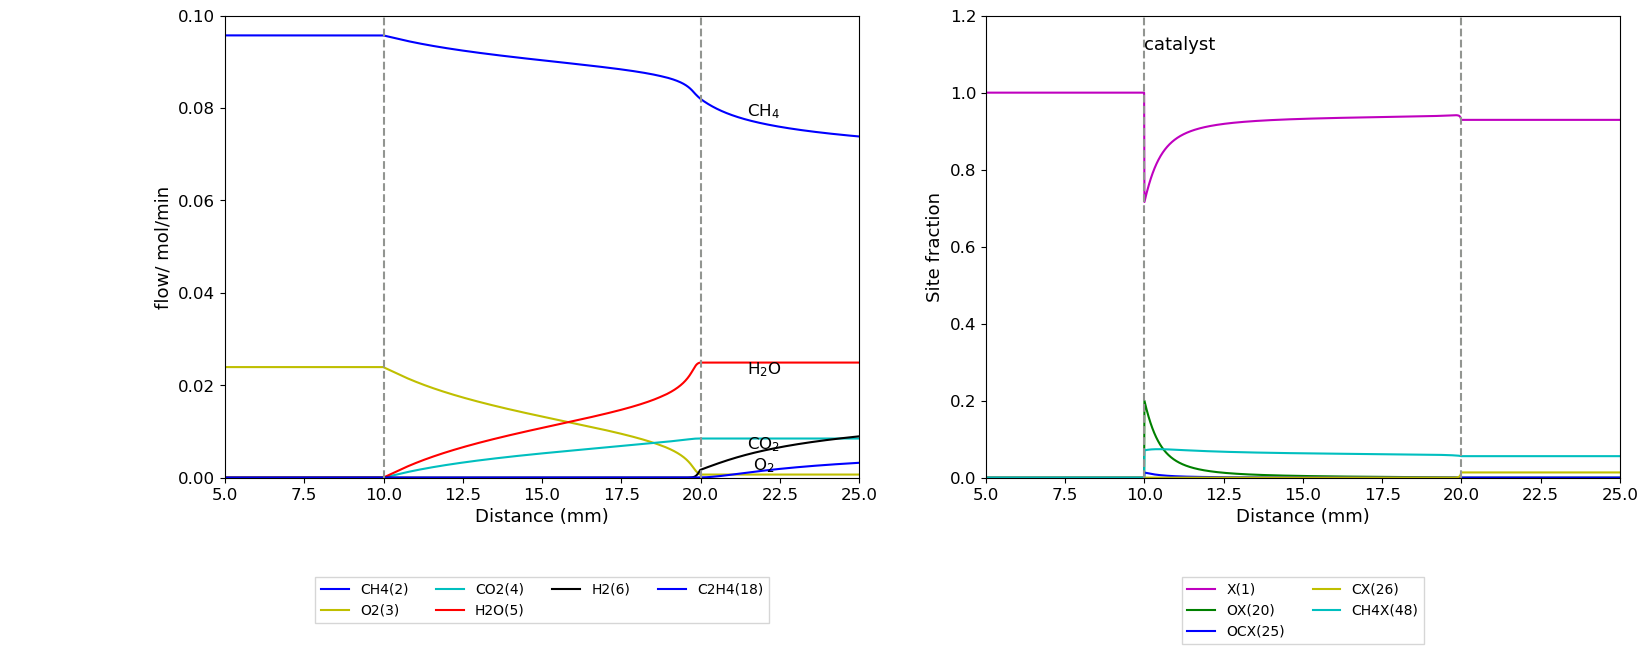 0.10
0.08
0.06
0.04
0.02
0.00
flow/ mol/min
CH4
H2O
CO2
O2
5.0 7.5 10.0 12.5 15.0 17.5 20.0 22.5 25.0
Distance (mm)
CH4(2) CO2(4) H2(6) C2H4(18)
O2(3) H2O(5)
1.2
1.0
0.8
0.6
0.4
0.2
0.0
Site fraction
catalyst
5.0 7.5 10.0 12.5 15.0 17.5 20.0 22.5 25.0
Distance (mm)
X(1) CX(26)
OX(20) CH4X(48)
OCX(25)